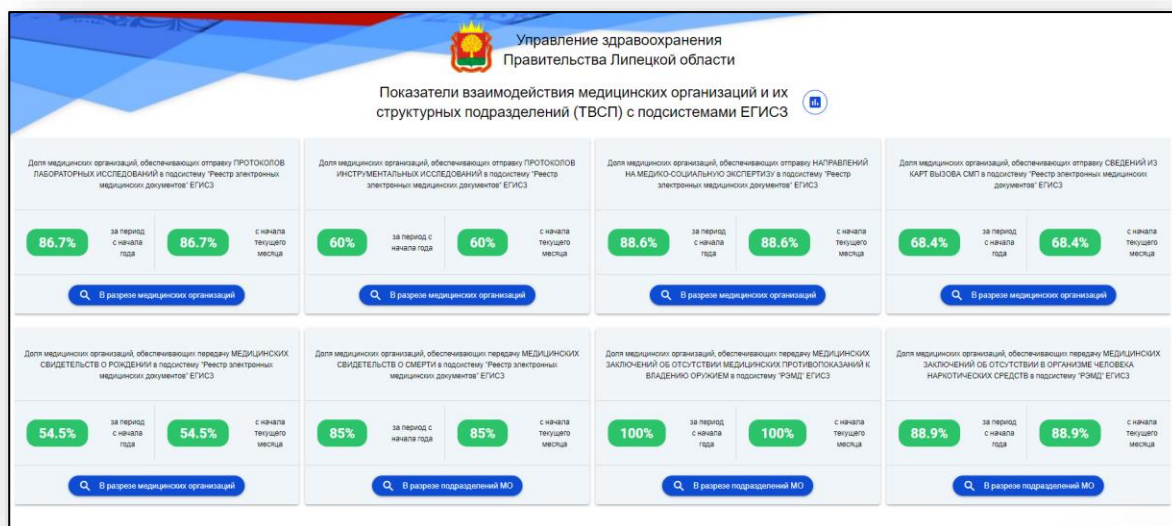 Управление здравоохранения
Правительства Липецкой области
Показатели взаимодействия медицинских организаций и их
структурных подразделений (ТВСП) с подсистемами ЕГИСЗ
Доля медицинских организаций, обеспечивающих отправку ПРОТОКОЛОВ
ЛАБОРАТОРНЫХ ИССЛЕДОВАНИЙ в подсистему "Реестр электронных
медицинских документов" ЕГИСЗ
86.7%
за период
с начала
года
86.7%
с начала
текущего
месяца
В разрезе медицинских организаций
Доля медицинских организаций, обеспечивающих отправку ПРОТОКОЛОВ
ИНСТРУМЕНТАЛЬНЫХ ИССЛЕДОВАНИЙ в подсистему "Реестр
электронных медицинских документов" ЕГИСЗ
60%
за период с
начала года
60%
с начала
текущего
месяца
В разрезе медицинских организаций
Доля медицинских организаций, обеспечивающих отправку НАПРАВЛЕНИЙ
НА МЕДИКО-СОЦИАЛЬНУЮ ЭКСПЕРТИЗУ в подсистему "Реестр
электронных медицинских документов" ЕГИСЗ
88.6%
за период
с начала
года
88.6%
с начала
текущего
месяца
В разрезе медицинских организаций
Доля медицинских организаций, обеспечивающих отправку СВЕДЕНИЙ ИЗ
КАРТ ВЫЗОВА СМП в подсистему "Реестр электронных медицинских
документов" ЕГИСЗ
68.4%
за период
с начала
года
68.4%
с начала
текущего
месяца
В разрезе медицинских организаций
Доля медицинских организаций, обеспечивающих передачу МЕДИЦИНСКИХ
СВИДЕТЕЛЬСТВ О РОЖДЕНИИ в подсистему "Реестр электронных
медицинских документов" ЕГИСЗ
54.5%
за период
с начала
года
54.5%
с начала
текущего
месяца
В разрезе медицинских организаций
Доля медицинских организаций, обеспечивающих передачу МЕДИЦИНСКИХ
СВИДЕТЕЛЬСТВ О СМЕРТИ в подсистему "Реестр электронных
медицинских документов" ЕГИСЗ
85%
за период с
начала года
85%
с начала
текущего
месяца
В разрезе подразделений МО
Доля медицинских организаций, обеспечивающих передачу МЕДИЦИНСКИХ
ЗАКЛЮЧЕНИЙ ОБ ОТСУТСТВИИ МЕДИЦИНСКИХ ПРОТИВОПОКАЗАНИЙ К
ВЛАДЕНИЮ ОРУЖИЕМ в подсистему "РЭМД" ЕГИСЗ
100%
за период
с начала
года
100%
с начала
текущего
месяца
В разрезе подразделений МО
Доля медицинских организаций, обеспечивающих передачу МЕДИЦИНСКИХ
ЗАКЛЮЧЕНИЙ ОБ ОТСУТСТВИИ В ОРГАНИЗМЕ ЧЕЛОВЕКА
НАРКОТИЧЕСКИХ СРЕДСТВ в подсистему "РЭМД" ЕГИСЗ
88.9%
за период
с начала
года
88.9%
с начала
текущего
месяца
В разрезе подразделений МО